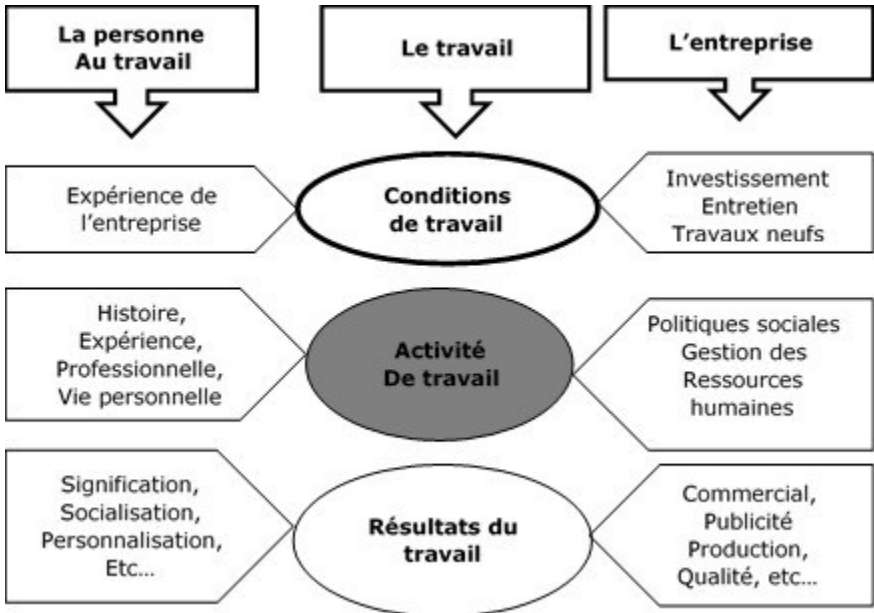 La personne
Au travail
Le travail
L'entreprise
Expérience de
l'entreprise
Conditions
de travail
Investissement
Entretien
Travaux neufs
Histoire,
Expérience,
Professionnelle,
Vie personnelle
Activité
De travail
Politiques sociales
Gestion des
Ressources
humaines
Signification,
Socialisation,
Personnalisation,
Etc...
Résultats du
travail
Commercial,
Publicité
Production,
Qualité, etc...